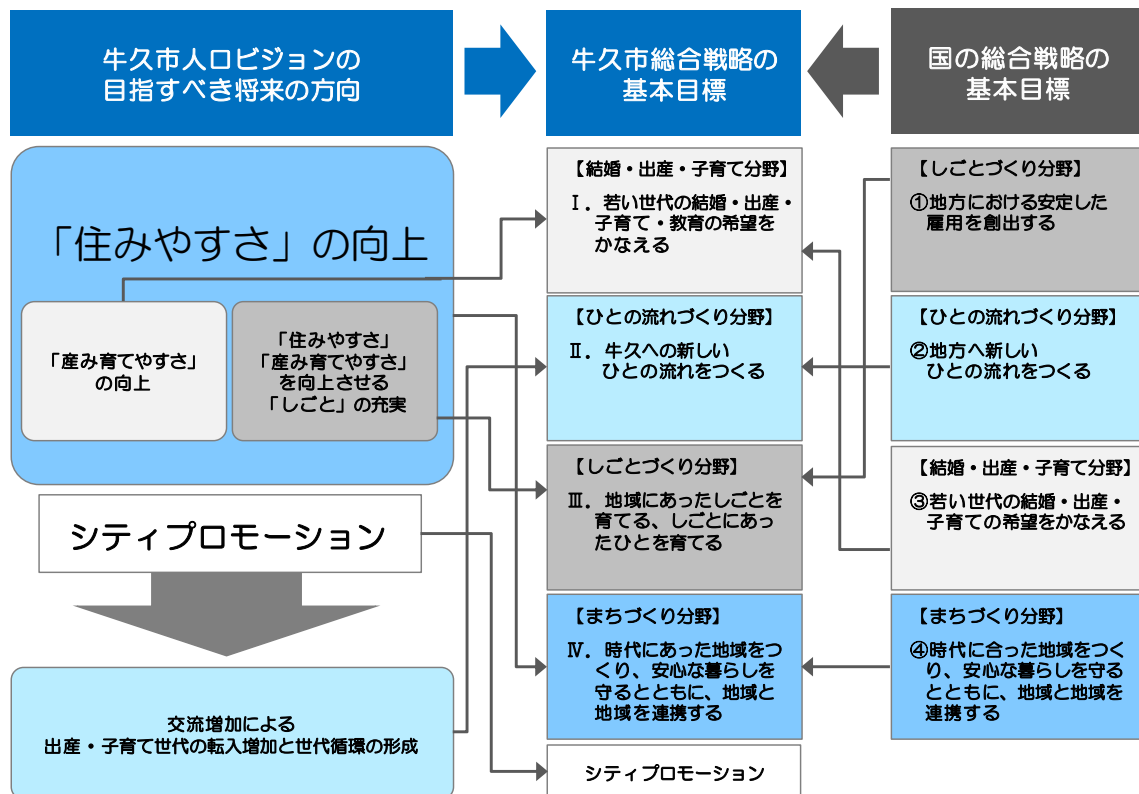 牛久市人口ビジョンの
目指すべき将来の方向
「住みやすさ」の向上
「産み育てやすさ」
の向上
「住みやすさ」
「産み育てやすさ」
を向上させる
「しごと」の充実
シティプロモーション
交流増加による
出産・子育て世代の転入増加と世代循環の形成
牛久市総合戦略の
基本目標
【結婚・出産・子育て分野】
Ⅰ．若い世代の結婚・出産・
子育て・教育の希望を
かなえる
【ひとの流れづくり分野】
Ⅱ．牛久への新しい
ひとの流れをつくる
【しごとづくり分野】
Ⅲ．地域にあったしごとを
育てる、しごとにあっ
たひとを育てる
【まちづくり分野】
Ⅳ．時代にあった地域をつ
くり、安心な暮らしを
守るとともに、地域と
地域を連携する
シティプロモーション
国の総合戦略の
基本目標
【しごとづくり分野】
①地方における安定した
雇用を創出する
【ひとの流れづくり分野】
②地方へ新しい
ひとの流れをつくる
【結婚・出産・子育て分野】
③若い世代の結婚・出産・
子育ての希望をかなえる
【まちづくり分野】
④時代に合った地域をつく
り、安心な暮らしを守る
とともに、地域と地域を
連携する